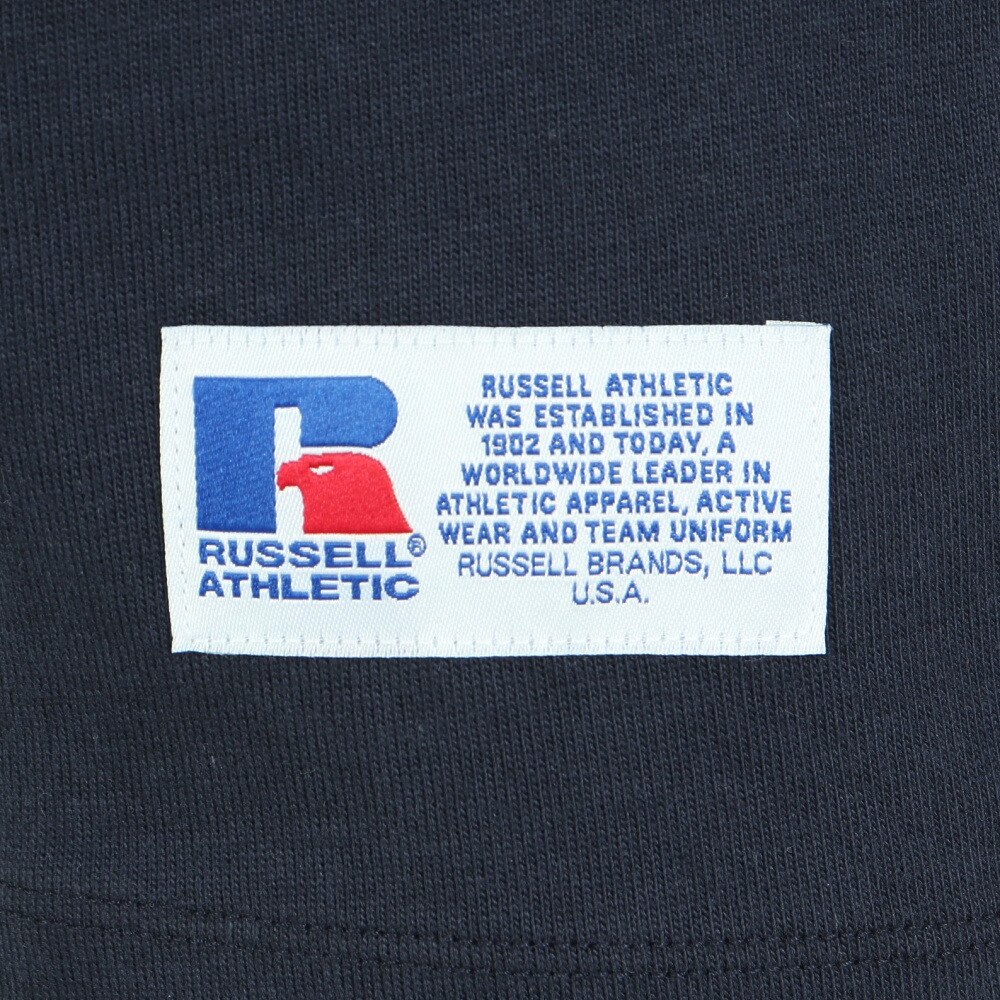 RUSSELL®
ATHLETIC
RUSSELL ATHLETIC
WAS ESTABLISHED IN
1902 AND TODAY, A
WORLDWIDE LEADER IN
ATHLETIC APPAREL, ACTIVE
WEAR AND TEAM UNIFORM
RUSSELL BRANDS, LLC
U.S.A.